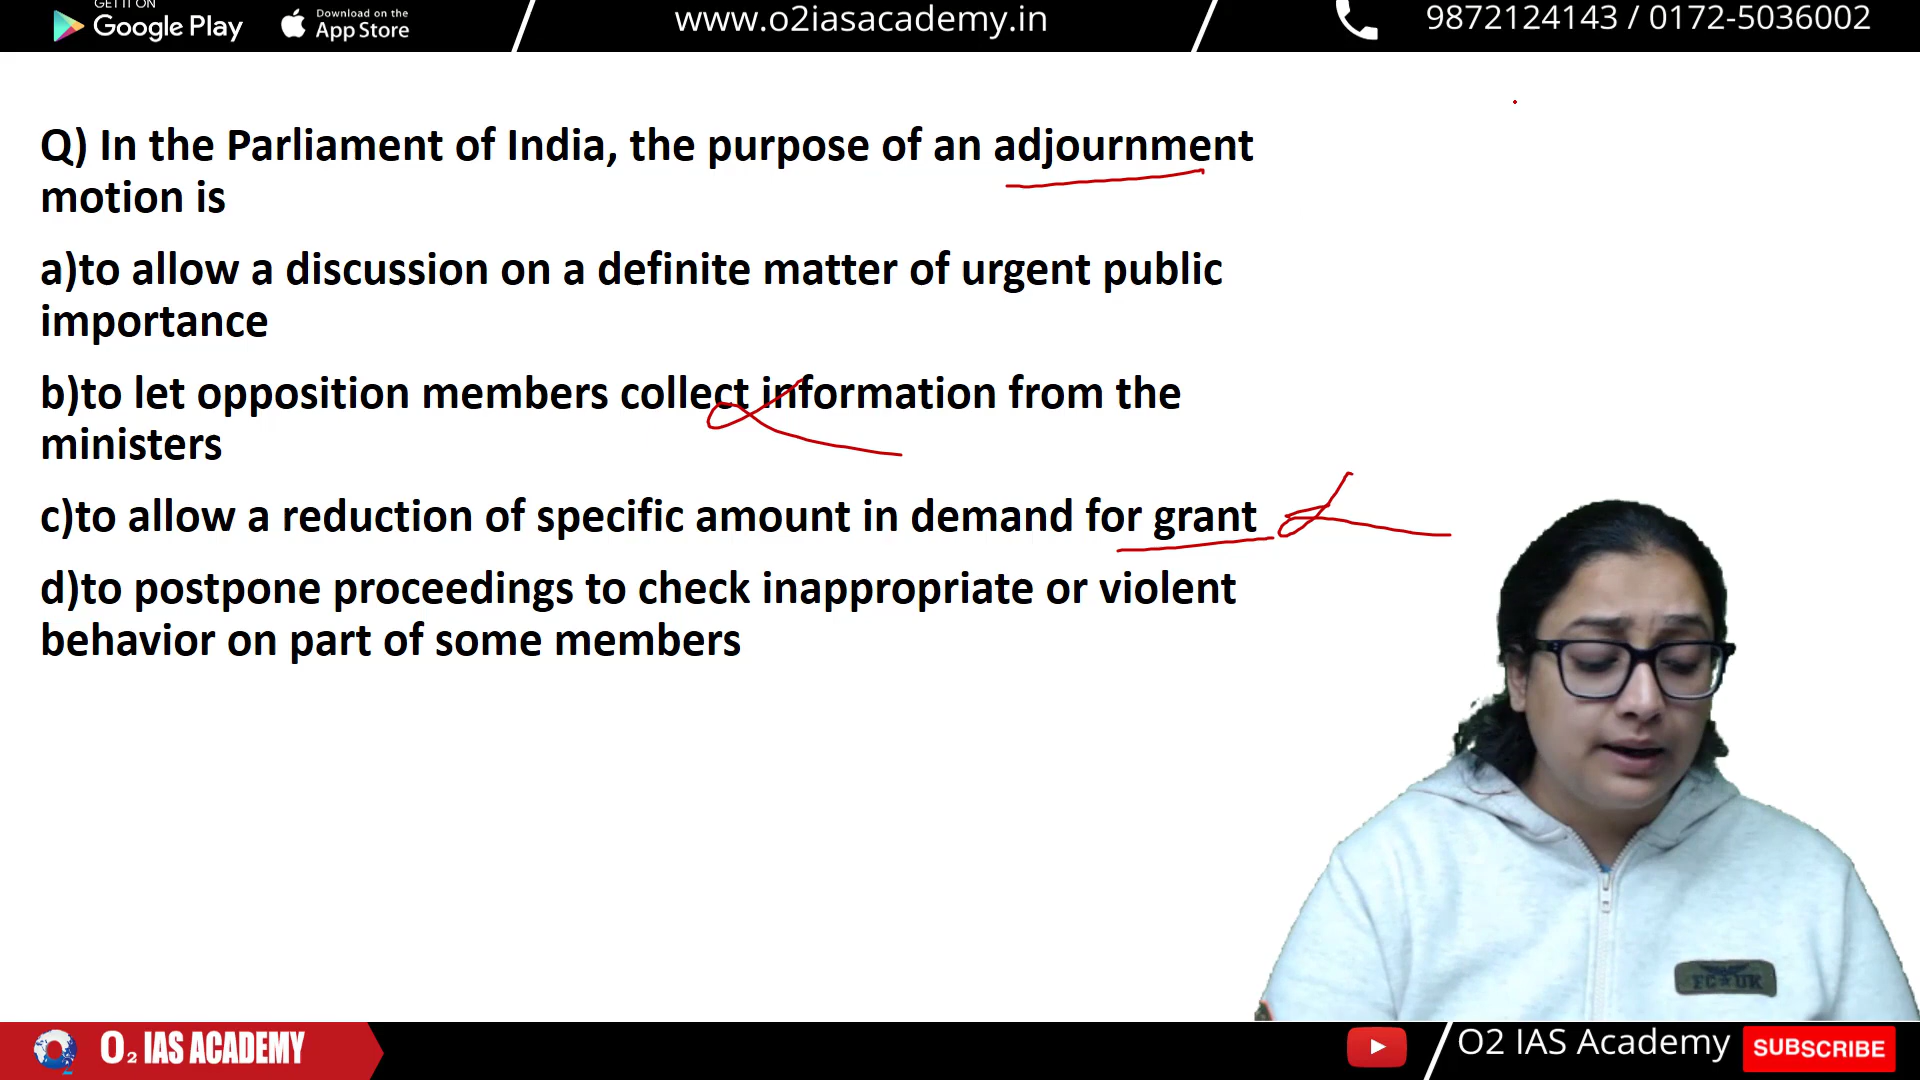 GET IT ON
Google Play
Download on the
App Store
www.o2iasacademy.in
9872124143 / 0172-5036002
Q) In the Parliament of India, the purpose of an adjournment
motion is
a)to allow a discussion on a definite matter of urgent public
importance
b)to let opposition members collect information from the
ministers
c)to allow a reduction of specific amount in demand for grant
d)to postpone proceedings to check inappropriate or violent
behavior on part of some members
FC UK
O2 IAS ACADEMY
O2 IAS Academy
SUBSCRIBE